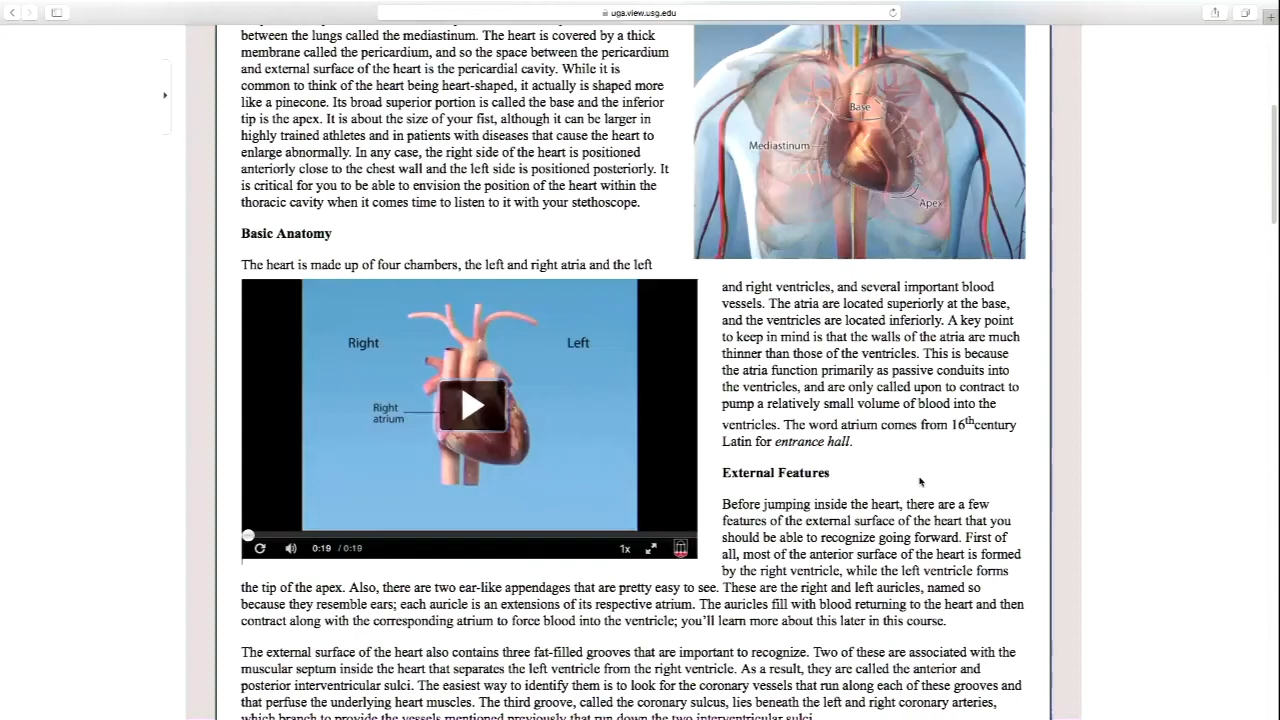 uga.view.usg.edu
between the lungs called the mediastinum. The heart is covered by a thick
membrane called the pericardium, and so the space between the pericardium
and external surface of the heart is the pericardial cavity. While it is
common to think of the heart being heart-shaped, it actually is shaped more
like a pinecone. Its broad superior portion is called the base and the inferior
tip is the apex. It is about the size of your fist, although it can be larger in
highly trained athletes and in patients with diseases that cause the heart to
enlarge abnormally. In any case, the right side of the heart is positioned
anteriorly close to the chest wall and the left side is positioned posteriorly. It
is critical for you to be able to envision the position of the heart within the
thoracic cavity when it comes time to listen to it with your stethoscope.
Base
Mediastinum
Apex
Basic Anatomy
The heart is made up of four chambers, the left and right atria and the left
Right
Left
Right
atrium
0:19 / 0:19
1x
and right ventricles, and several important blood
vessels. The atria are located superiorly at the base,
and the ventricles are located inferiorly. A key point
to keep in mind is that the walls of the atria are much
thinner than those of the ventricles. This is because
the atria function primarily as passive conduits into
the ventricles, and are only called upon to contract to
pump a relatively small volume of blood into the
ventricles. The word atrium comes from 16thcentury
Latin for entrance hall.
External Features
Before jumping inside the heart, there are a few
features of the external surface of the heart that you
should be able to recognize going forward. First of
all, most of the anterior surface of the heart is formed
by the right ventricle, while the left ventricle forms
the tip of the apex. Also, there are two ear-like appendages that are pretty easy to see. These are the right and left auricles, named so
because they resemble ears; each auricle is an extensions of its respective atrium. The auricles fill with blood returning to the heart and then
contract along with the corresponding atrium to force blood into the ventricle; you'll learn more about this later in this course.
The external surface of the heart also contains three fat-filled grooves that are important to recognize. Two of these are associated with the
muscular septum inside the heart that separates the left ventricle from the right ventricle. As a result, they are called the anterior and
posterior interventricular sulci. The easiest way to identify them is to look for the coronary vessels that run along each of these grooves and
that perfuse the underlying heart muscles. The third groove, called the coronary sulcus, lies beneath the left and right coronary arteries,
which branch to provide the vessels mentioned previously that run down the two interventricular sulci.